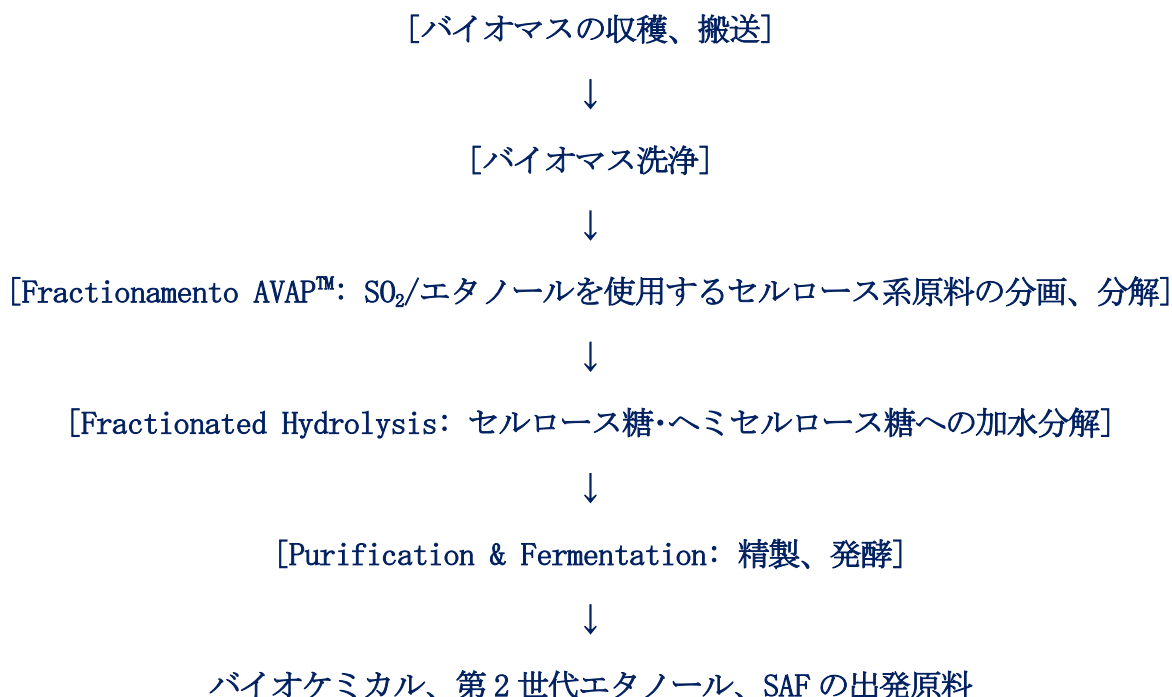 [バイオマスの収穫、搬送]
↓
[バイオマス洗浄]
↓
[Fractionamento AVAP™: SO₂/エタノールを使用するセルロース系原料の分画、分解]
↓
[Fractionated Hydrolysis: セルロース糖・ヘミセルロース糖への加水分解]
↓
[Purification & Fermentation: 精製、発酵]
↓
バイオケミカル、第2世代エタノール、SAFの出発原料